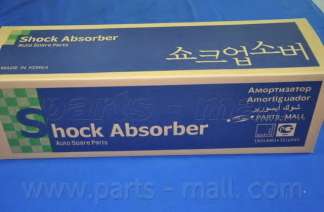 Shock Absorber
Auto Spare Parts
MADE IN KOREA
쇼크업소버
Shock Absorber
Auto Spare Parts
Амортизатор
Amortiguador
PARTS-MALL
www.parts-mall.com